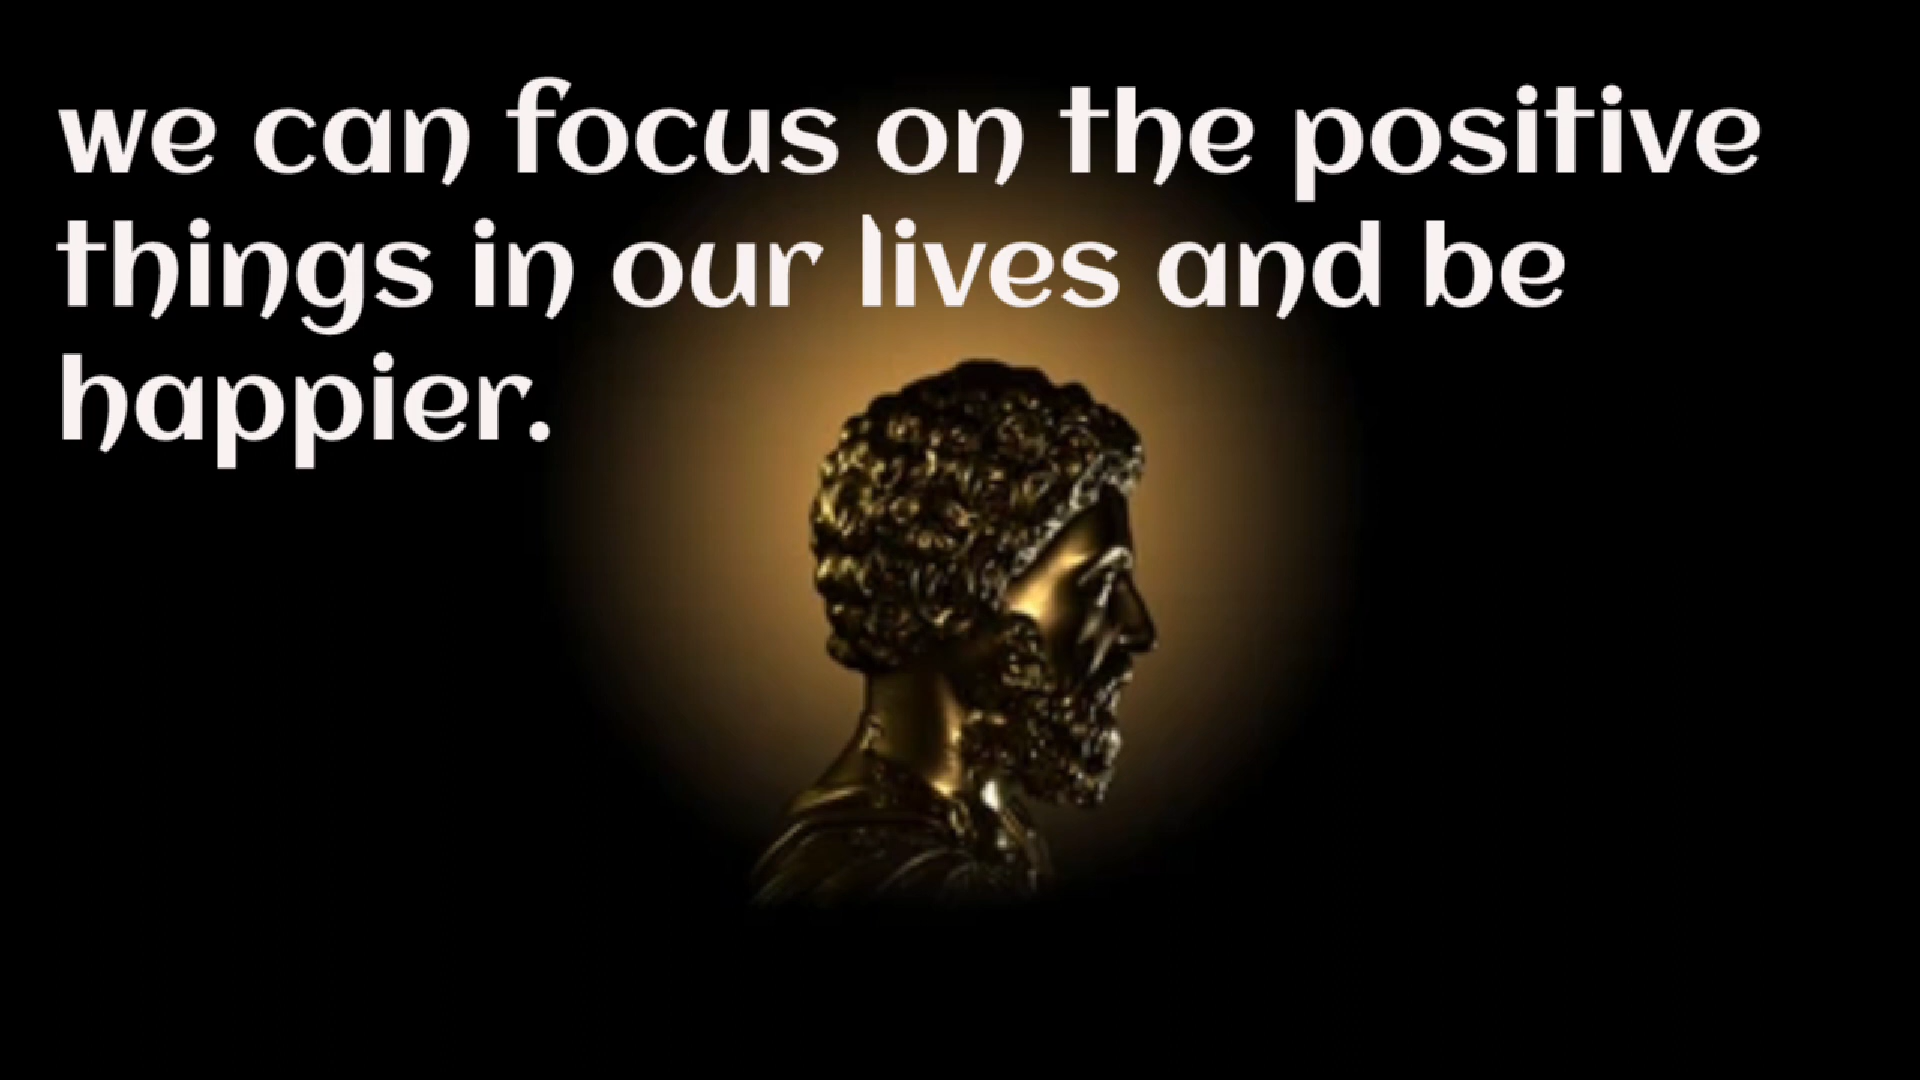 we can focus on the positive
things in our lives and be
happier.